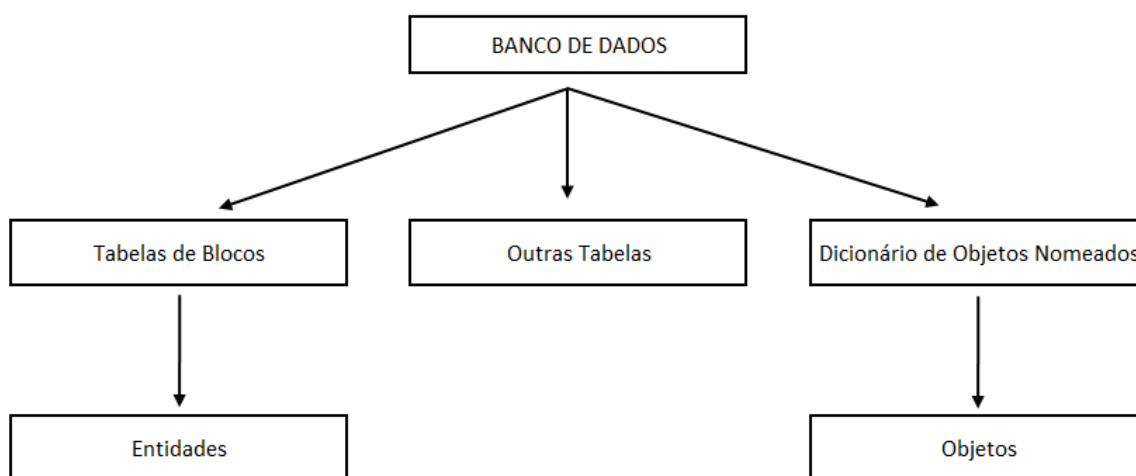 BANCO DE DADOS
Tabelas de Blocos
Outras Tabelas
Dicionário de Objetos Nomeados
Entidades
Objetos